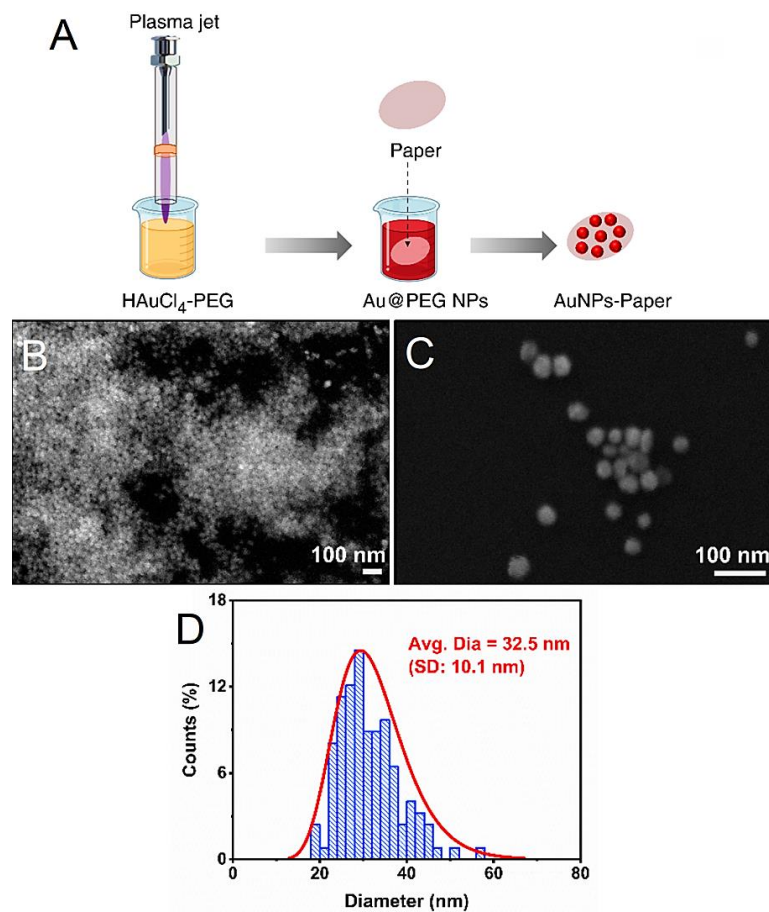 A
Plasma jet
Paper
HAuCl₄-PEG
Au@PEG NPs
AuNPs-Paper
B
100 nm
C
100 nm
D
Avg. Dia = 32.5 nm
(SD: 10.1 nm)
Counts (%)
18
12
6
0
0
20
40
60
80
Diameter (nm)